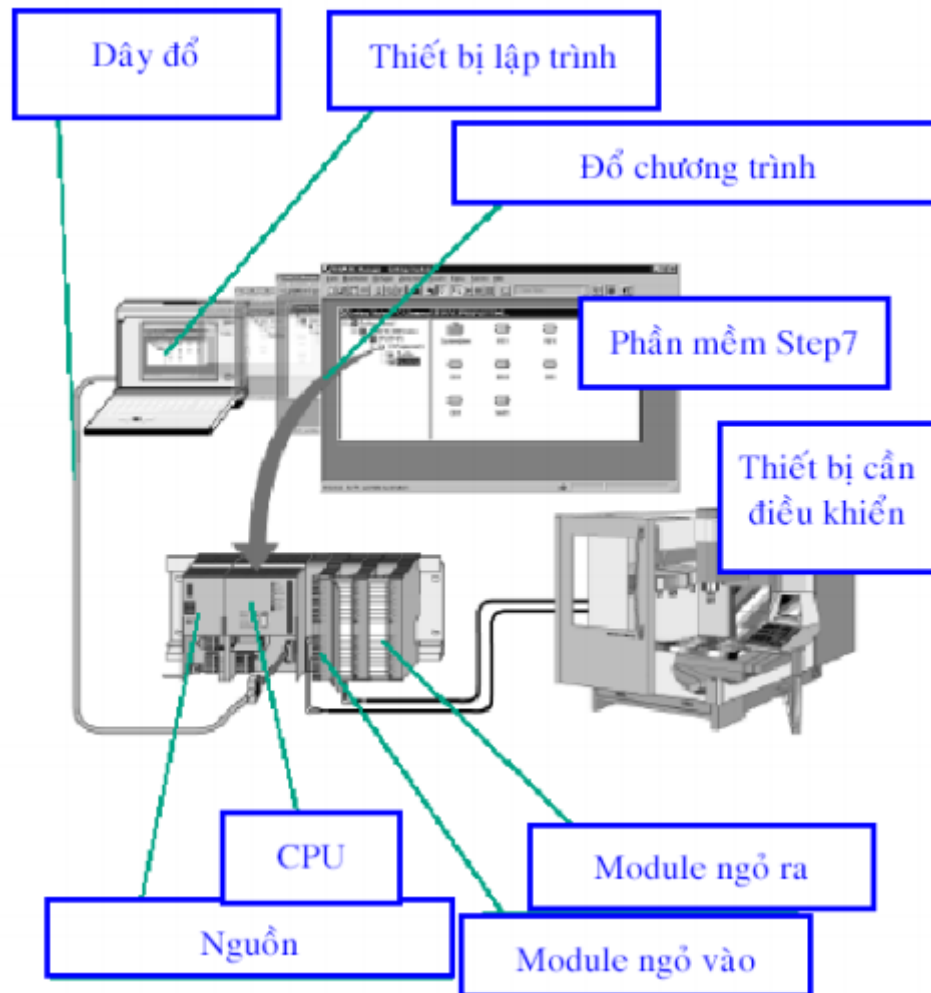 Dây đổ
Thiết bị lập trình
Đổ chương trình
Phần mềm Step7
Thiết bị cần
điều khiển
CPU
Module ngỏ ra
Nguồn
Module ngỏ vào